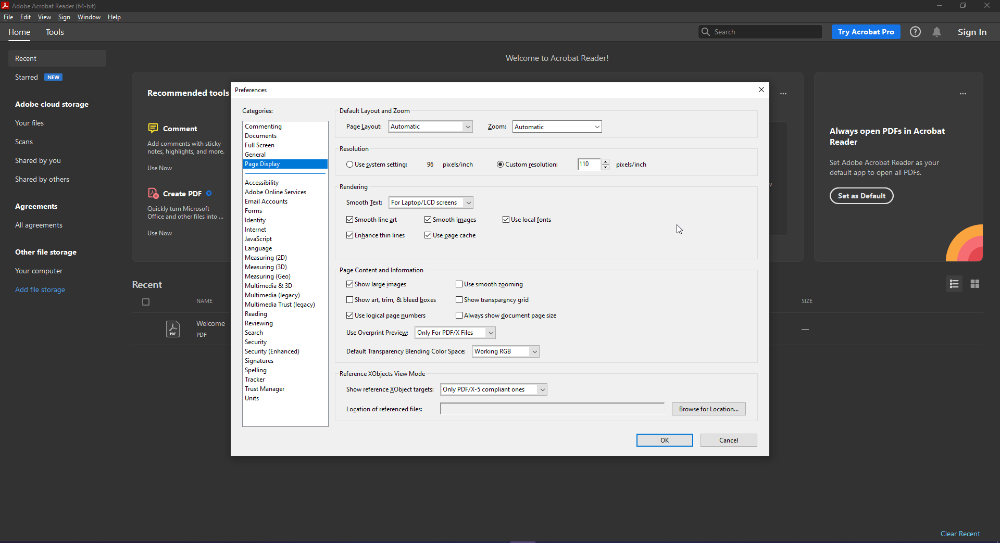 Adobe Acrobat Reader (64-bit)
File Edit View Sign Window Help
Home Tools
Search
Try Acrobat Pro
Sign In
Recent
Starred NEW
Adobe cloud storage
Your files
Scans
Shared by you
Shared by others
Agreements
All agreements
Other file storage
Your computer
Add file storage
Welcome to Acrobat Reader!
Recommended tools
Comment
Add comments with sticky
notes, highlights, and more.
Use Now
Create PDF
Quickly turn Microsoft
Office and other files into ...
Use Now
Preferences
Categories:
Commenting
Documents
Full Screen
General
Page Display
Accessibility
Adobe Online Services
Email Accounts
Forms
Identity
Internet
JavaScript
Language
Measuring (2D)
Measuring (3D)
Measuring (Geo)
Multimedia & 3D
Multimedia (legacy)
Multimedia Trust (legacy)
Reading
Reviewing
Search
Security
Security (Enhanced)
Signatures
Spelling
Tracker
Trust Manager
Units
Default Layout and Zoom
Page Layout: Automatic Zoom: Automatic
Resolution
Use system setting: 96 pixels/inch Custom resolution: 110 pixels/inch
Rendering
Smooth Text: For Laptop/LCD screens
Smooth line art Smooth images Use local fonts
Enhance thin lines Use page cache
Page Content and Information
Show large images Use smooth zooming
Show art, trim, & bleed boxes Show transparency grid
Use logical page numbers Always show document page size
Use Overprint Preview: Only For PDF/X Files
Default Transparency Blending Color Space: Working RGB
Reference XObjects View Mode
Show reference XObject targets: Only PDF/X-5 compliant ones
Location of referenced files: Browse for Location...
OK Cancel
Always open PDFs in Acrobat
Reader
Set Adobe Acrobat Reader as your
default app to open all PDFs.
Set as Default
Recent
NAME SIZE
PDF
Welcome —
PDF
Clear Recent